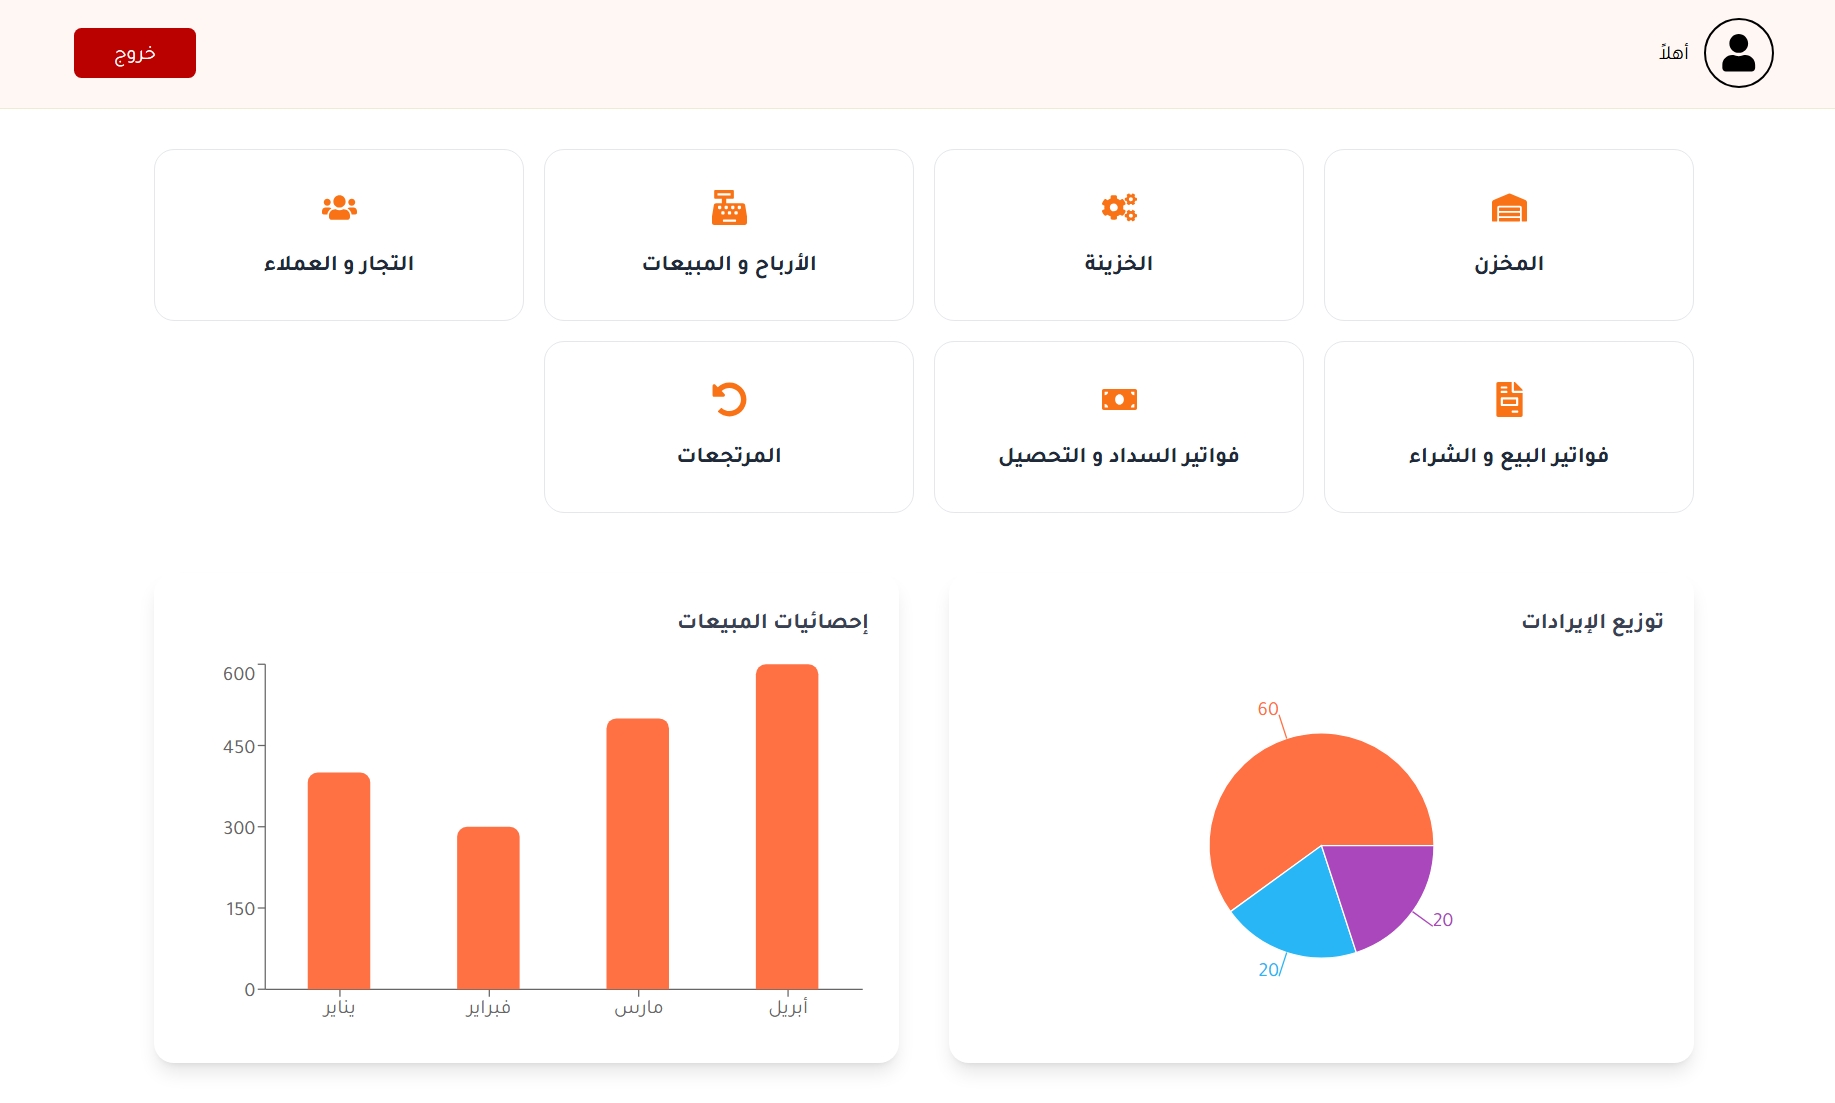 أهلاً
خروج
المخزن
الخزينة
الأرباح و المبيعات
التجار و العملاء
فواتير البيع و الشراء
فواتير السداد و التحصيل
المرتجعات
توزيع الإيرادات
60
20
20
إحصائيات المبيعات
600
450
300
150
0
يناير
فبراير
مارس
أبريل